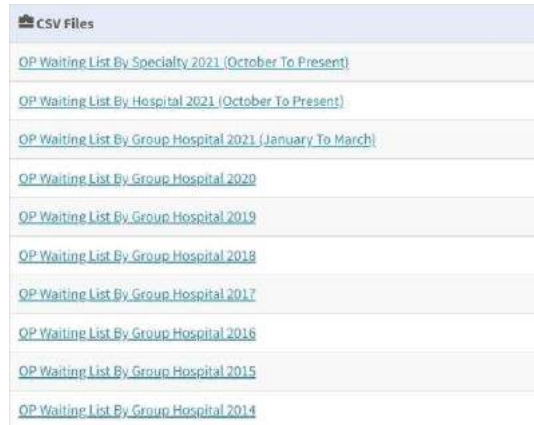 CSV Files
OP Waiting List By Specialty 2021 (October To Present)
OP Waiting List By Hospital 2021 (October To Present)
OP Waiting List By Group Hospital 2021 (January To March)
OP Waiting List By Group Hospital 2020
OP Waiting List By Group Hospital 2019
OP Waiting List By Group Hospital 2018
OP Waiting List By Group Hospital 2017
OP Waiting List By Group Hospital 2016
OP Waiting List By Group Hospital 2015
OP Waiting List By Group Hospital 2014